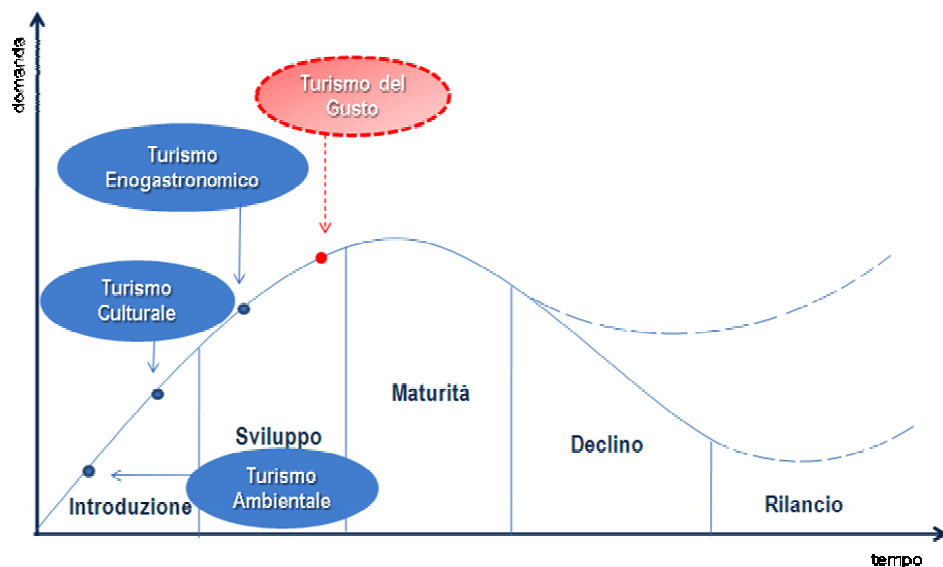 domanda
Turismo del
Gusto
Turismo
Enogastronomico
Turismo
Culturale
Maturità
Sviluppo
Declino
Turismo
Ambientale
Introduzione
Rilancio
tempo